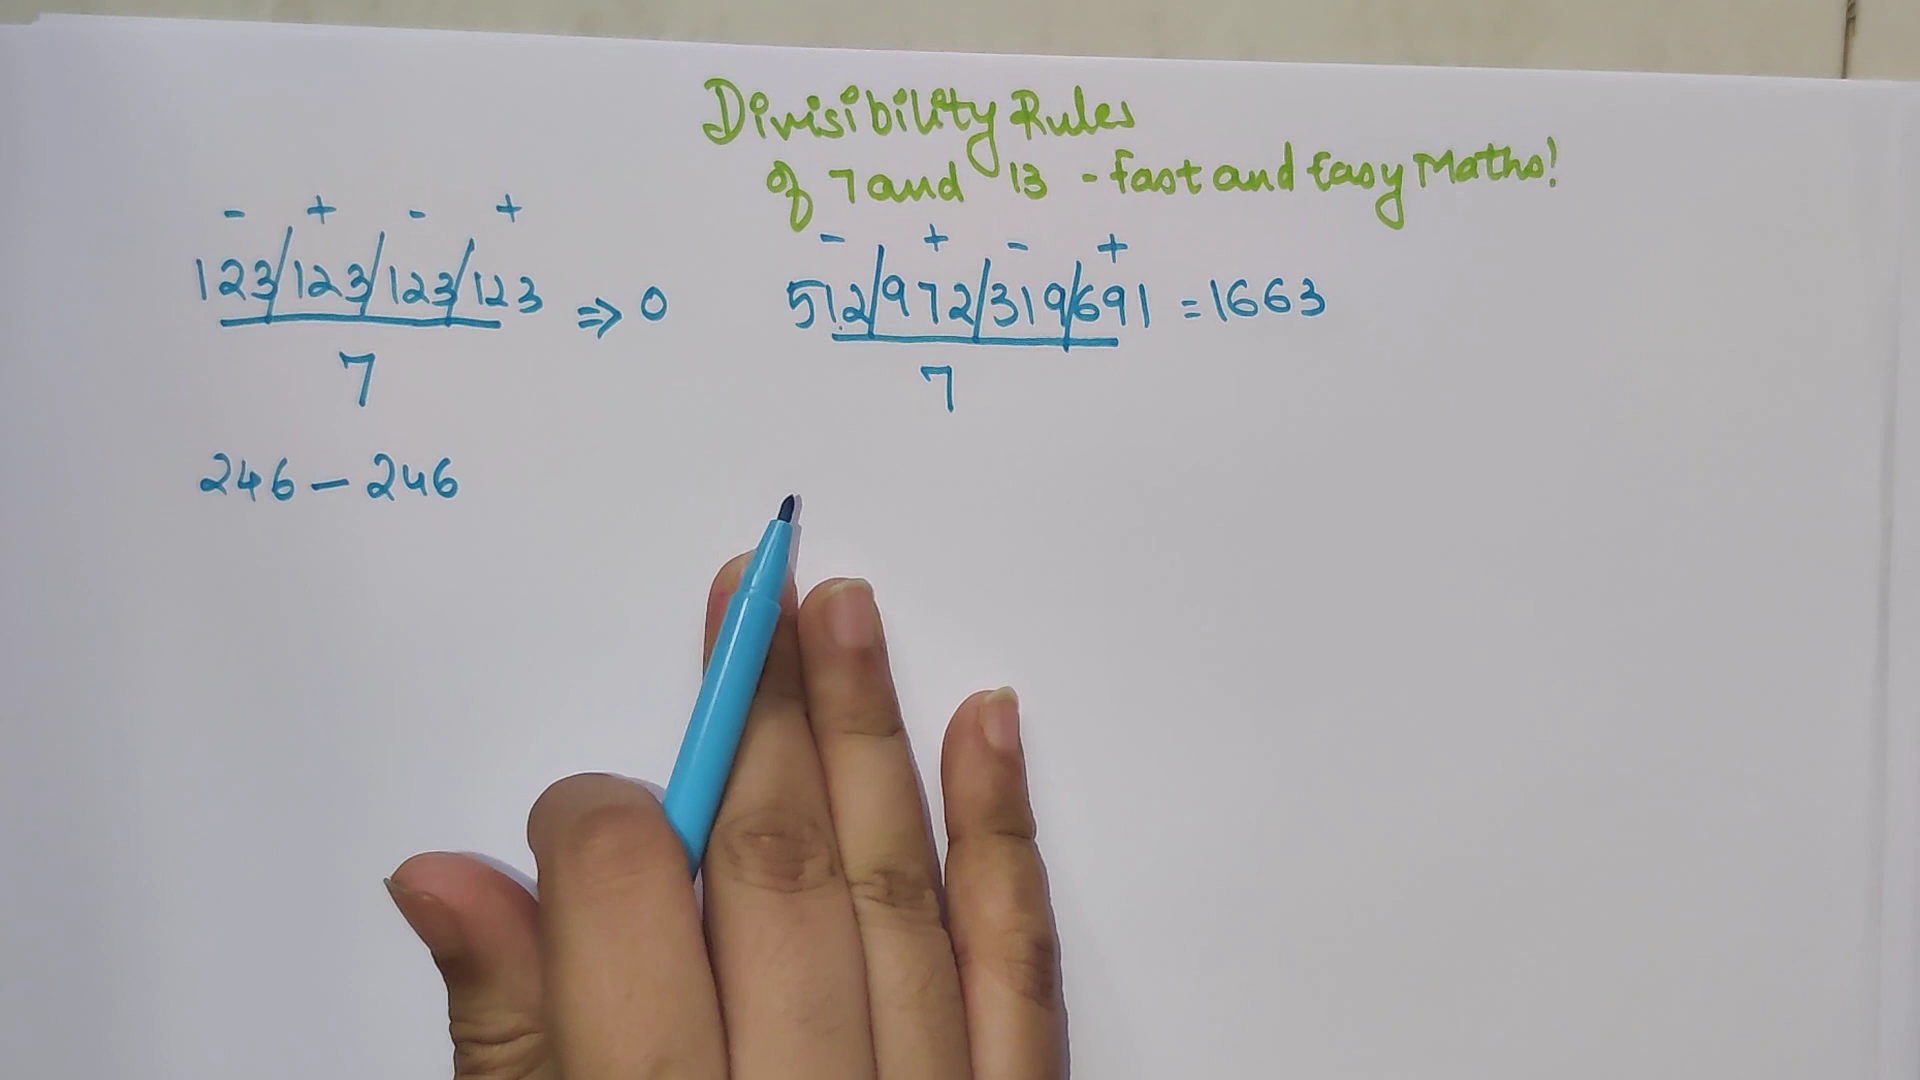 Divisibility Rules
of 7 and 13 - fast and Easy Maths!
- + - +
123/123/123/123 => 0
7
246 - 246
- + - +
512/972/319/691 = 1663
7